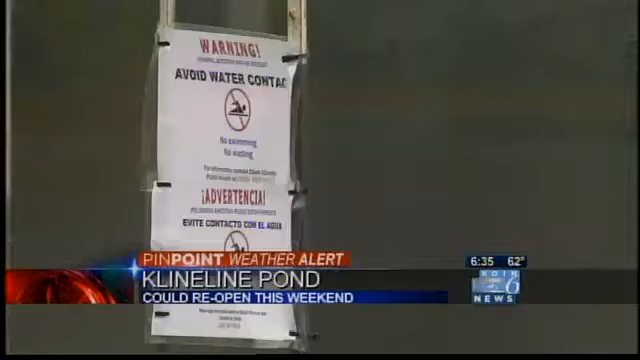 WARNING!
AVOID WATER CONTAC
No swimming
No wading
¡ADVERTENCIA!
EVITE CONTACTO CON EL AGUA
PINPOINT WEATHER ALERT
KLINELINE POND
COULD RE-OPEN THIS WEEKEND
6:35 62°
KOIN
6
NEWS